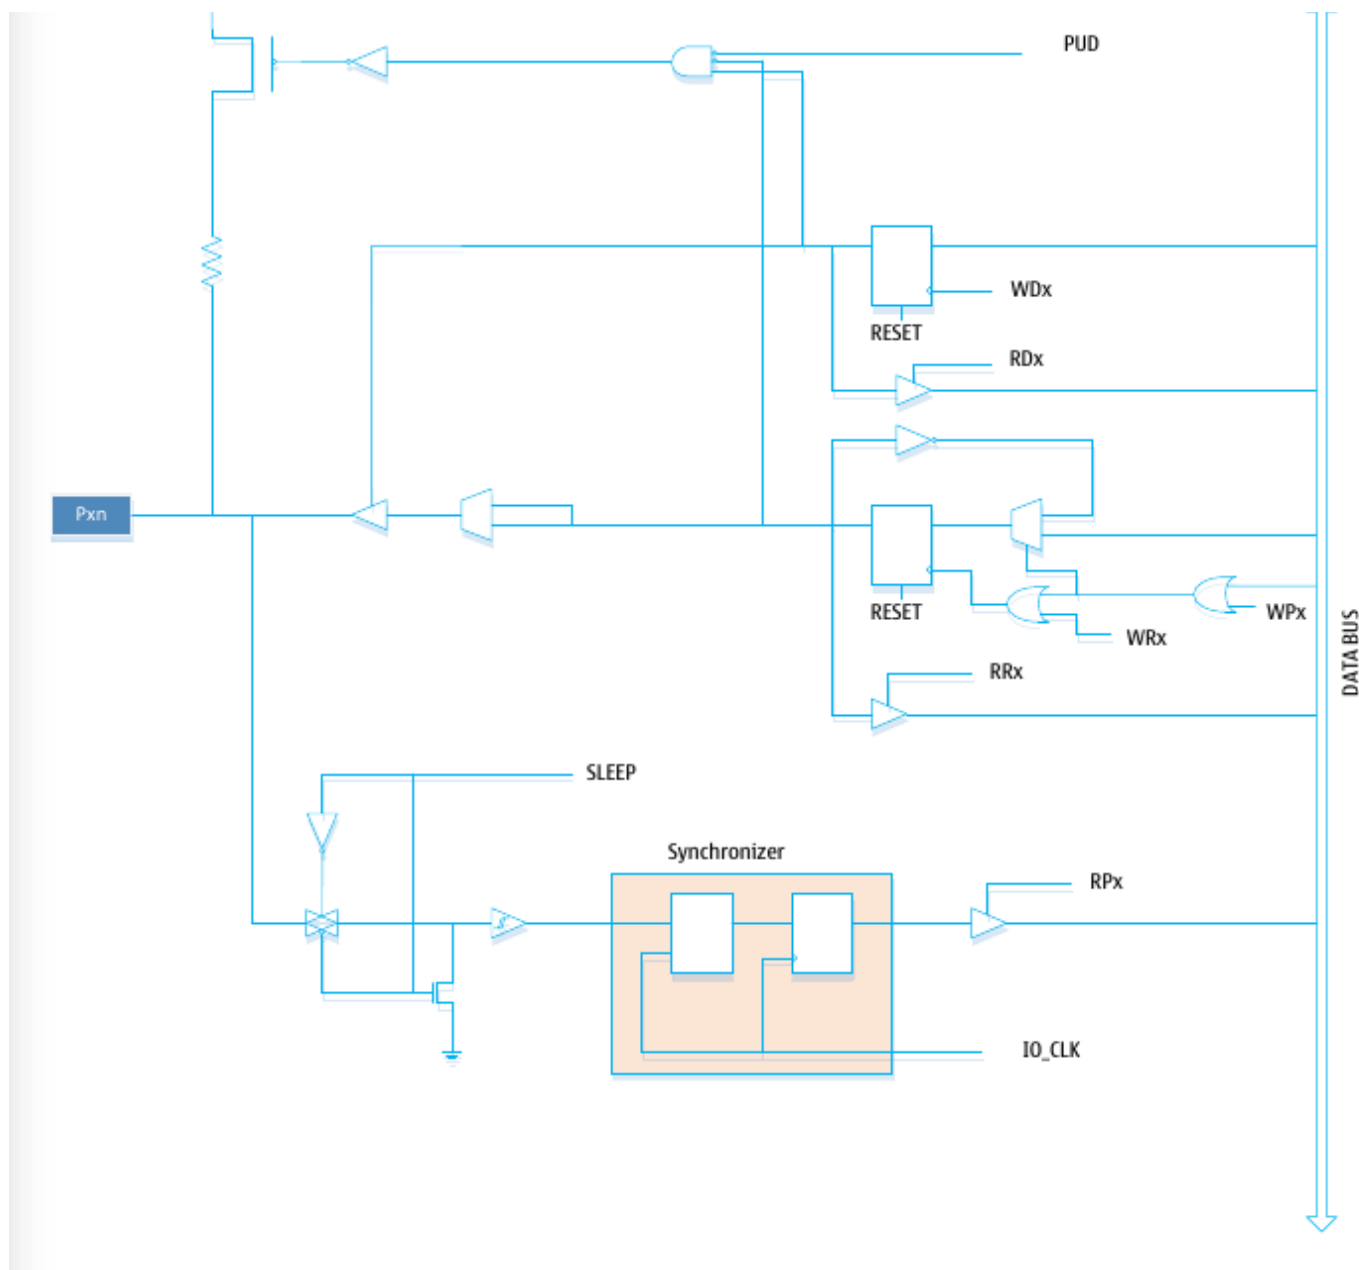 PUD
WDx
RESET
RDx
Pxn
RESET
WPx
WRx
DATA BUS
RRx
SLEEP
Synchronizer
RPx
IO_CLK